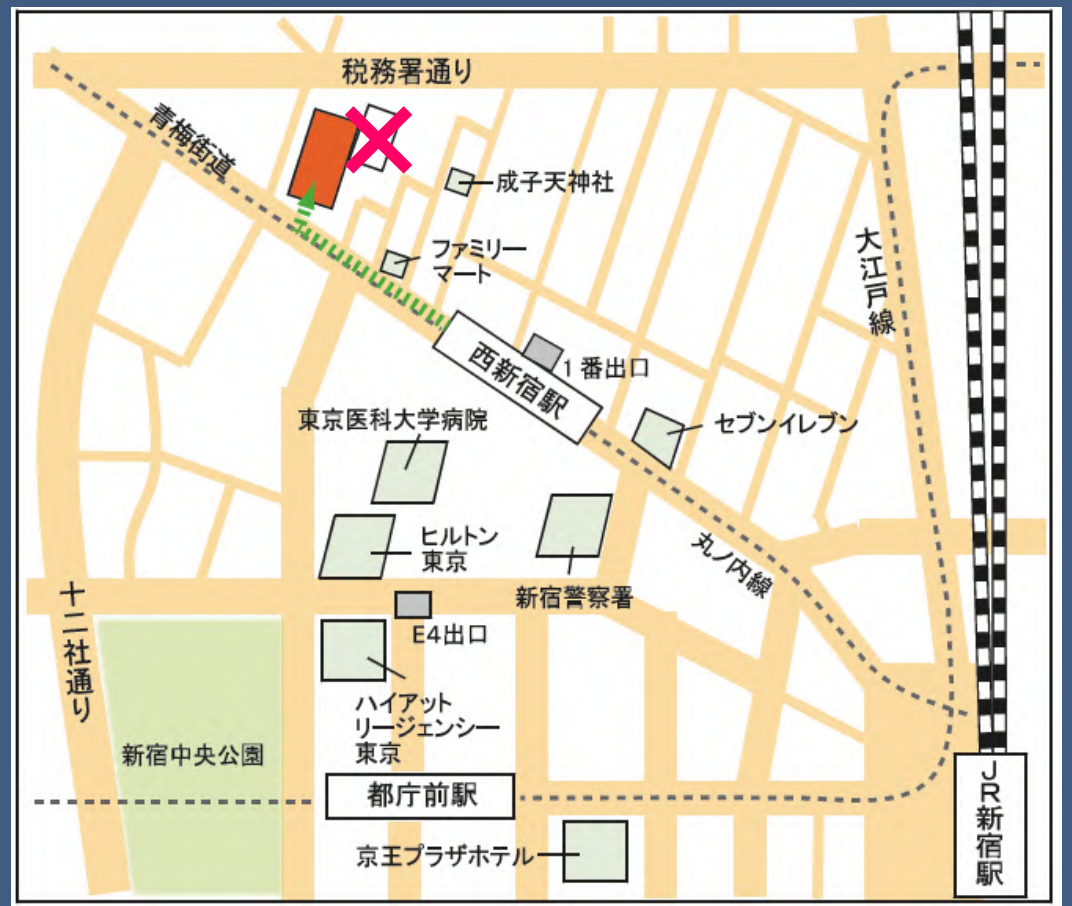 税務署通り
青梅街道
成子天神社
ファミリー
マート
大江戸線
西新宿駅
1番出口
セブンイレブン
東京医科大学病院
ヒルトン
東京
丸ノ内線
新宿警察署
十二社通り
E4出口
ハイアット
リージェンシー
東京
新宿中央公園
都庁前駅
JR新宿駅
京王プラザホテル